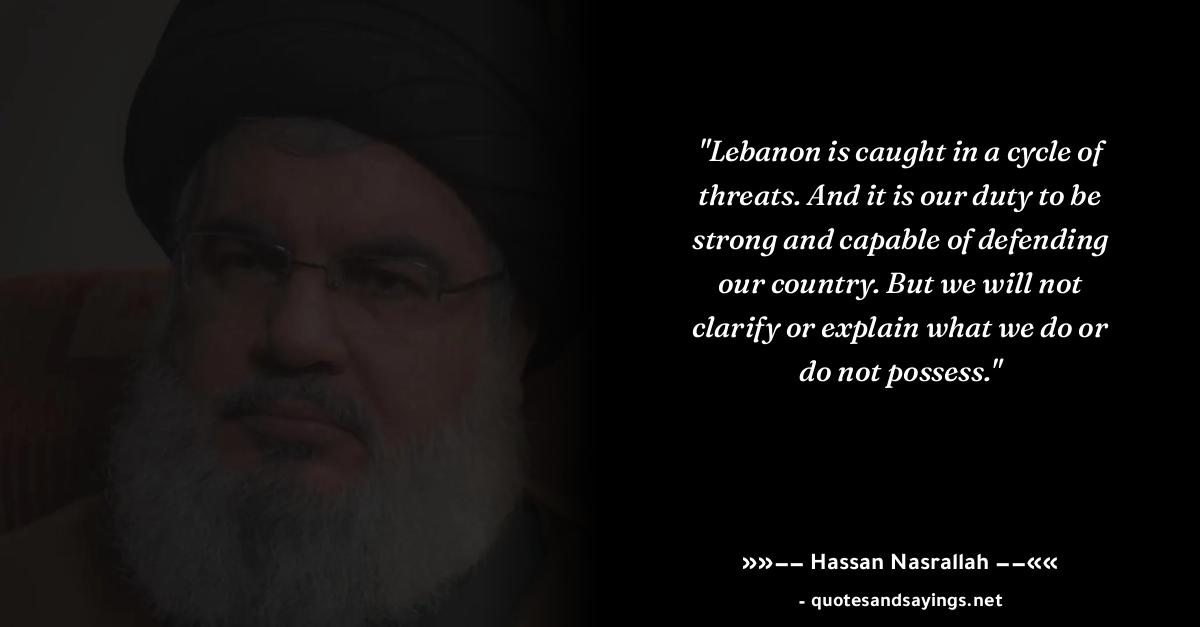 "Lebanon is caught in a cycle of
threats. And it is our duty to be
strong and capable of defending
our country. But we will not
clarify or explain what we do or
do not possess."
»»−− Hassan Nasrallah −−««
- quotesandsayings.net